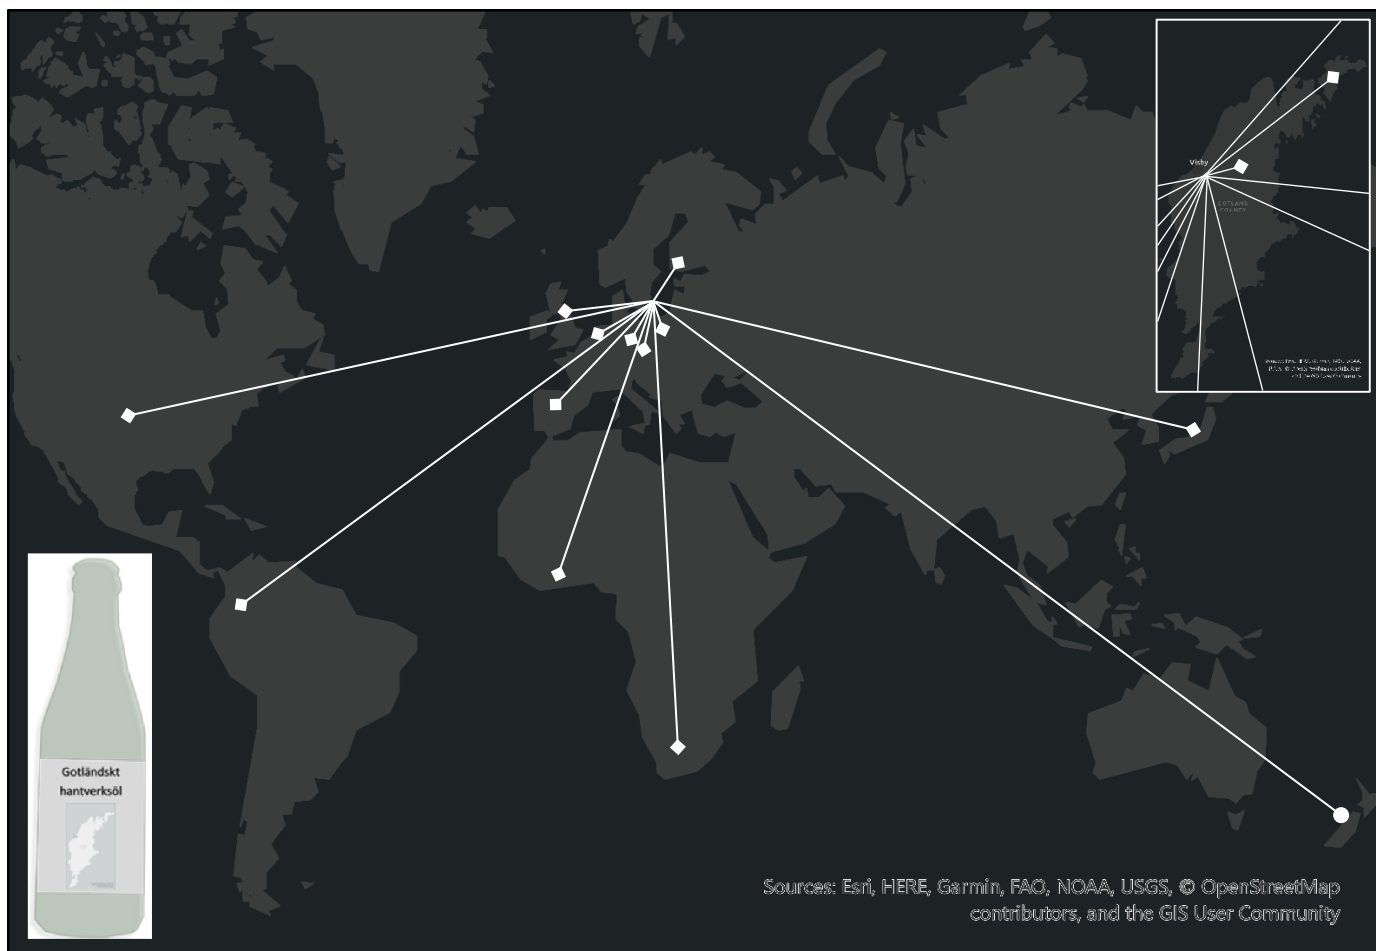 Visby
GOTLAND
COUNTY
Gotländskt
hantverksöl
Sources: Esri, HERE, Garmin, FAO, NOAA, USGS, © OpenStreetMap
contributors, and the GIS User Community